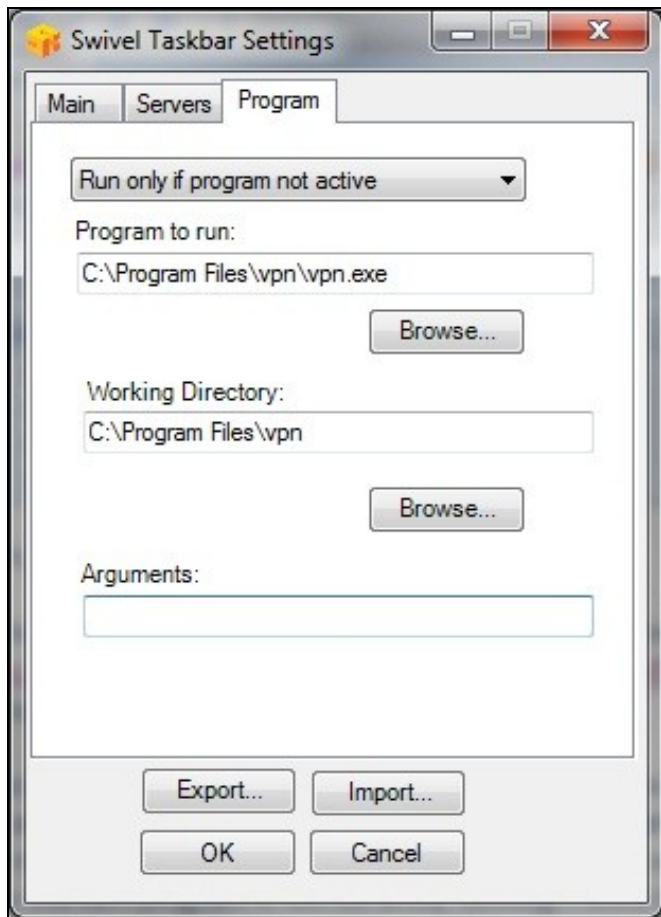 Swivel Taskbar Settings
Main Servers Program
Run only if program not active
Program to run:
C:\Program Files\vpn\vpn.exe
Browse...
Working Directory:
C:\Program Files\vpn
Browse...
Arguments:
Export... Import...
OK Cancel